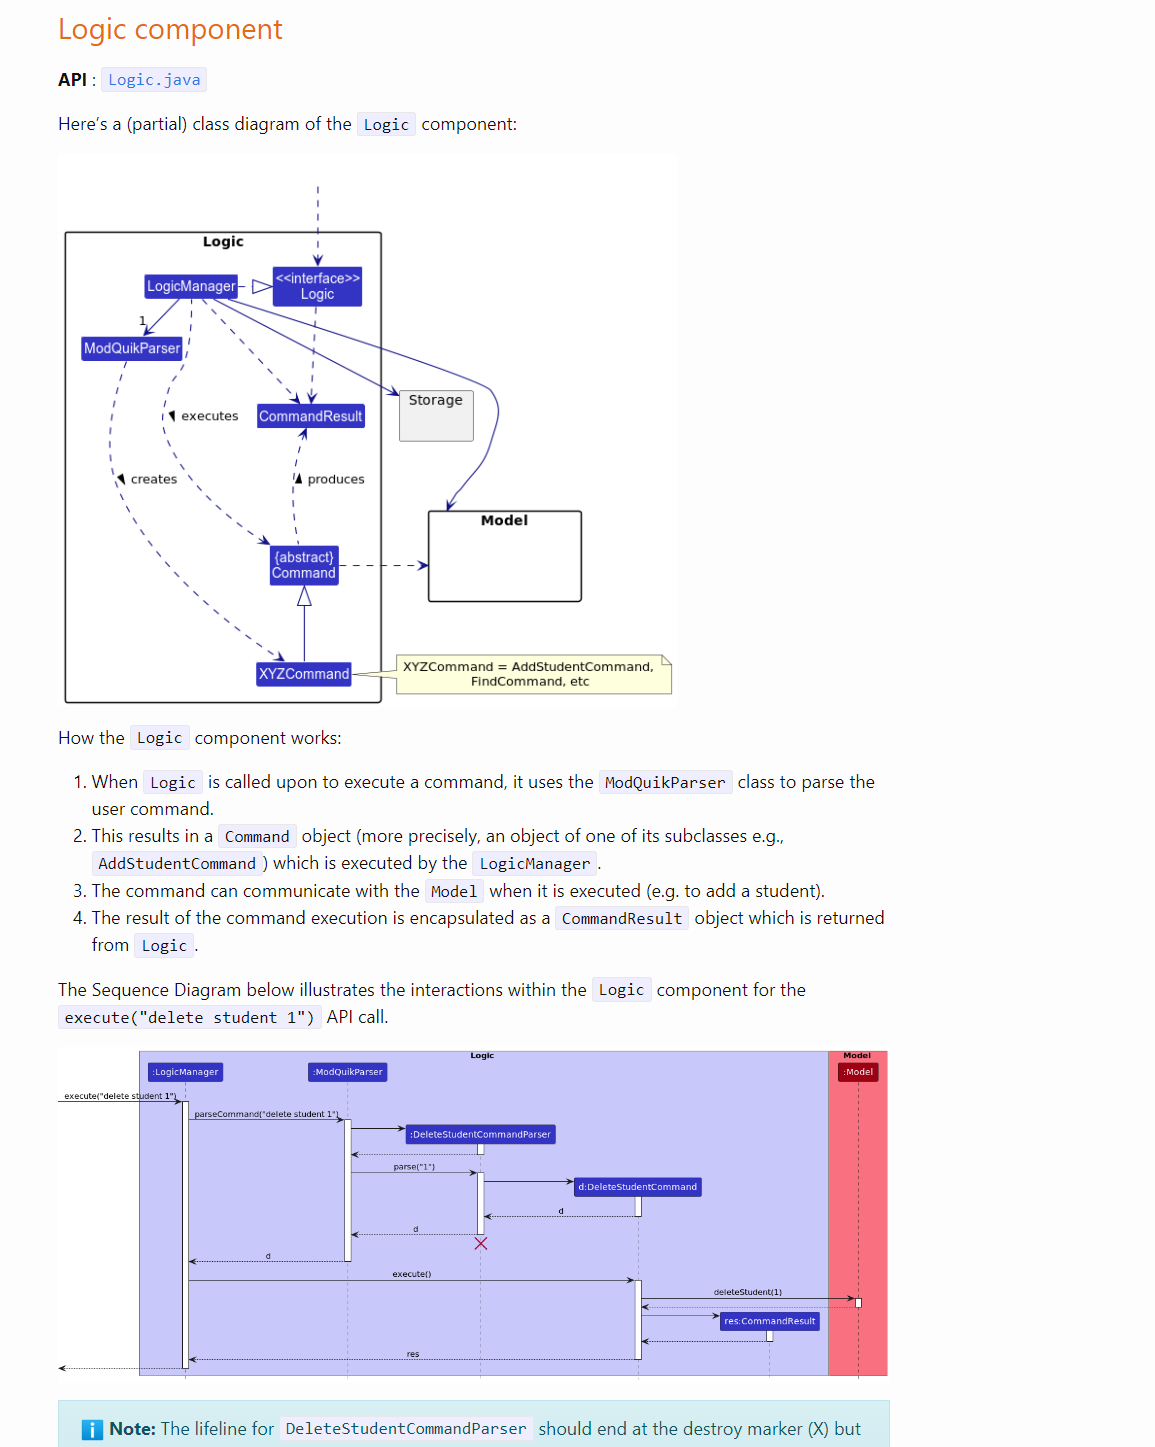 Logic component
API : Logic.java
Here's a (partial) class diagram of the Logic component:
Logic
LogicManager
<<interface>>
Logic
1
ModQuikParser
executes
CommandResult
Storage
creates
produces
Model
{abstract}
Command
XYZCommand
XYZCommand = AddStudentCommand,
FindCommand, etc
How the Logic component works:
1. When Logic is called upon to execute a command, it uses the ModQuikParser class to parse the
user command.
2. This results in a Command object (more precisely, an object of one of its subclasses e.g.,
AddStudentCommand ) which is executed by the LogicManager .
3. The command can communicate with the Model when it is executed (e.g. to add a student).
4. The result of the command execution is encapsulated as a CommandResult object which is returned
from Logic .
The Sequence Diagram below illustrates the interactions within the Logic component for the
execute("delete student 1") API call.
Logic
Model
:LogicManager
:ModQuikParser
:Model
execute("delete student 1")
parseCommand("delete student 1")
:DeleteStudentCommandParser
parse("1")
d:DeleteStudentCommand
d
d
d
execute()
deleteStudent(1)
res:CommandResult
res
Note: The lifeline for DeleteStudentCommandParser should end at the destroy marker (X) but